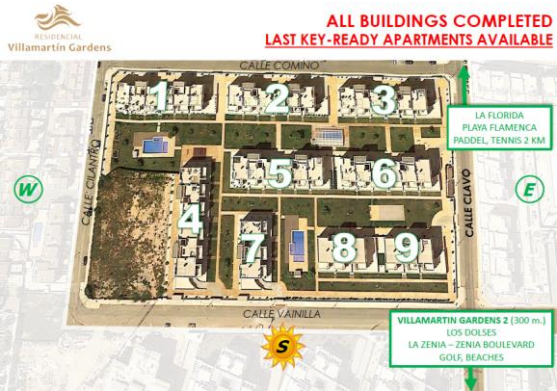 RESIDENCIAL
Villamartín Gardens
ALL BUILDINGS COMPLETED
LAST KEY-READY APARTMENTS AVAILABLE
CALLE COMINO
1
2
3
LA FLORIDA
PLAYA FLAMENCA
PADDEL, TENNIS 2 KM
CALLE CILANTRO
W
4
5
6
CALLE CLAVO
E
7
8
9
CALLE VAINILLA
S
VILLAMARTIN GARDENS 2 (300 m.)
LOS DOLSES
LA ZENIA – ZENIA BOULEVARD
GOLF, BEACHES